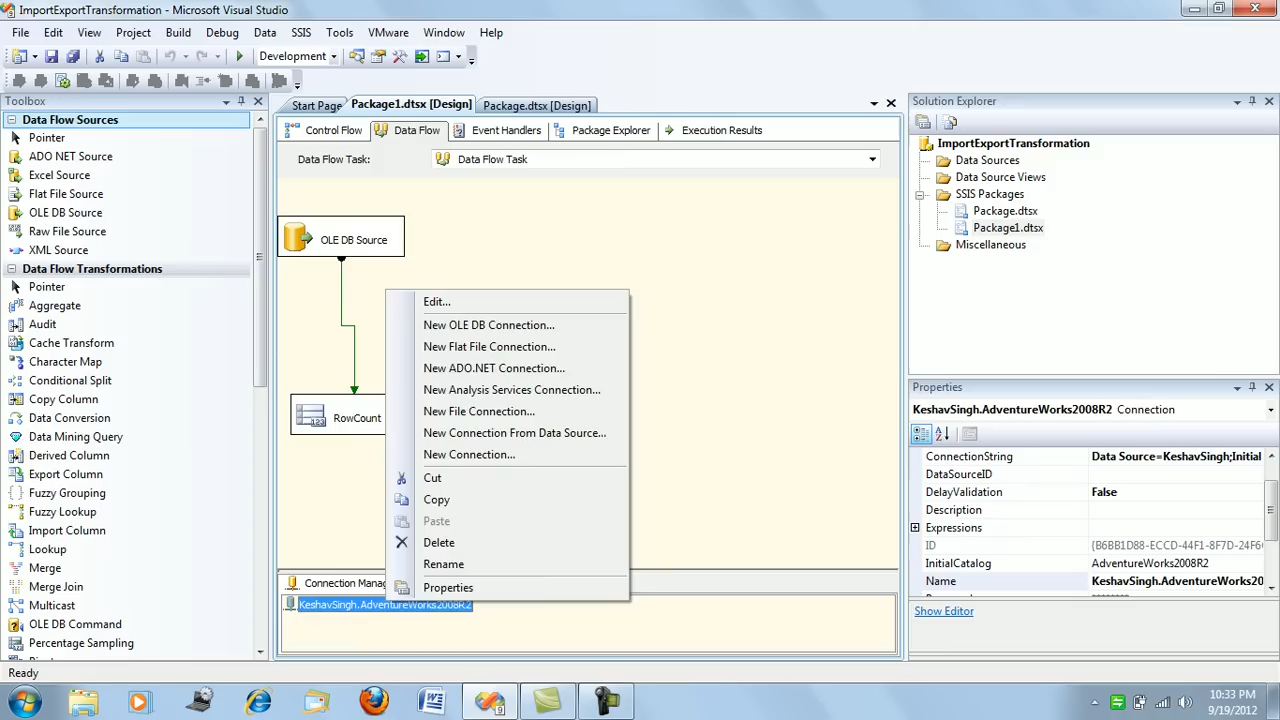 ImportExportTransformation - Microsoft Visual Studio
File Edit View Project Build Debug Data SSIS Tools VMware Window Help
Development
Toolbox
Data Flow Sources
Pointer
ADO NET Source
Excel Source
Flat File Source
OLE DB Source
Raw File Source
XML Source
Data Flow Transformations
Pointer
Aggregate
Audit
Cache Transform
Character Map
Conditional Split
Copy Column
Data Conversion
Data Mining Query
Derived Column
Export Column
Fuzzy Grouping
Fuzzy Lookup
Import Column
Lookup
Merge
Merge Join
Multicast
OLE DB Command
Percentage Sampling
Start Page Package1.dtsx [Design] Package.dtsx [Design]
Control Flow Data Flow Event Handlers Package Explorer Execution Results
Data Flow Task: Data Flow Task
OLE DB Source
RowCount
Edit...
New OLE DB Connection...
New Flat File Connection...
New ADO.NET Connection...
New Analysis Services Connection...
New File Connection...
New Connection From Data Source...
New Connection...
Cut
Copy
Paste
Delete
Rename
Properties
Connection Manag
KeshavSingh.AdventureWorks2008R2
Solution Explorer
ImportExportTransformation
Data Sources
Data Source Views
SSIS Packages
Package.dtsx
Package1.dtsx
Miscellaneous
Properties
KeshavSingh.AdventureWorks2008R2 Connection
ConnectionString Data Source=KeshavSingh;Initial
DataSourceID
DelayValidation False
Description
Expressions
ID {B6BB1D88-ECCD-44F1-8F7D-24F6
InitialCatalog AdventureWorks2008R2
Name KeshavSingh.AdventureWorks20
Show Editor
Ready
10:33 PM
9/19/2012